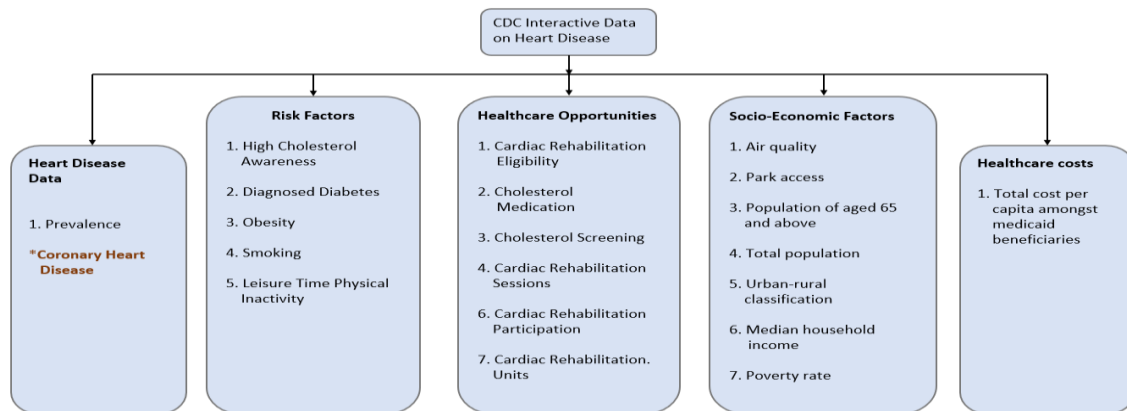 CDC Interactive Data
on Heart Disease
Heart Disease
Data
1. Prevalence
*Coronary Heart
Disease
Risk Factors
1. High Cholesterol
Awareness
2. Diagnosed Diabetes
3. Obesity
4. Smoking
5. Leisure Time Physical
Inactivity
Healthcare Opportunities
1. Cardiac Rehabilitation
Eligibility
2. Cholesterol
Medication
3. Cholesterol Screening
4. Cardiac Rehabilitation
Sessions
6. Cardiac Rehabilitation
Participation
7. Cardiac Rehabilitation.
Units
Socio-Economic Factors
1. Air quality
2. Park access
3. Population of aged 65
and above
4. Total population
5. Urban-rural
classification
6. Median household
income
7. Poverty rate
Healthcare costs
1. Total cost per
capita amongst
medicaid
beneficiaries